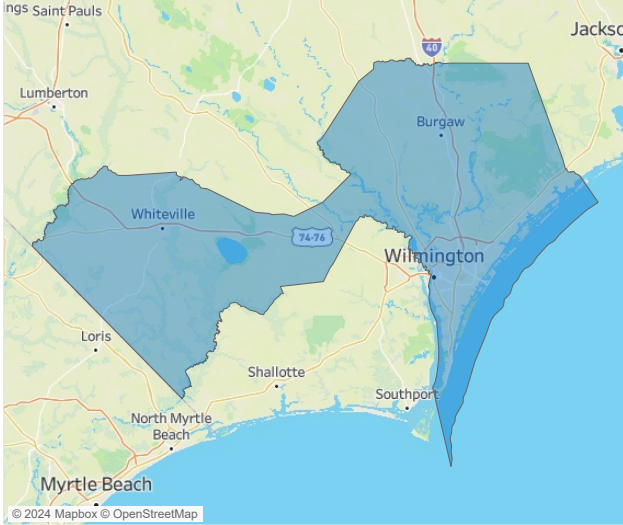 ngs
Saint Pauls
Jackso
40
Lumberton
Burgaw
Whiteville
74-76
Wilmington
Loris
Shallotte
Southport
North Myrtle
Beach
Myrtle Beach
© 2024 Mapbox © OpenStreetMap